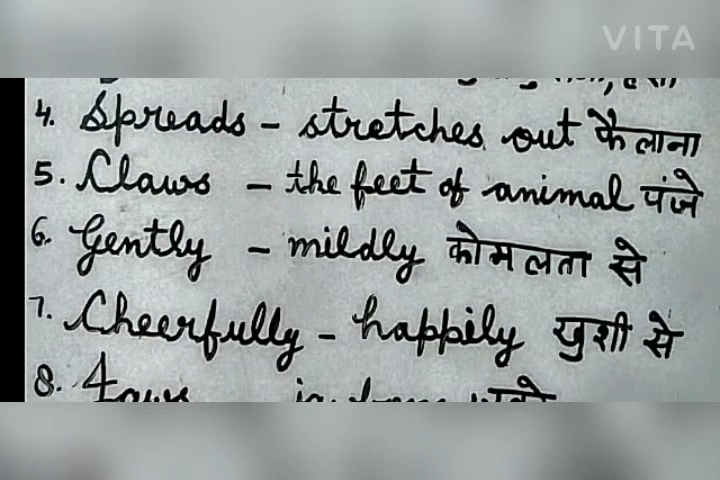 VITA
4. Spreads - stretches out फैलाना
5. Claws - the feet of animal पंजे
6. Gently - mildly कोमलता से
7. Cheerfully - happily खुशी से
8. Jaws